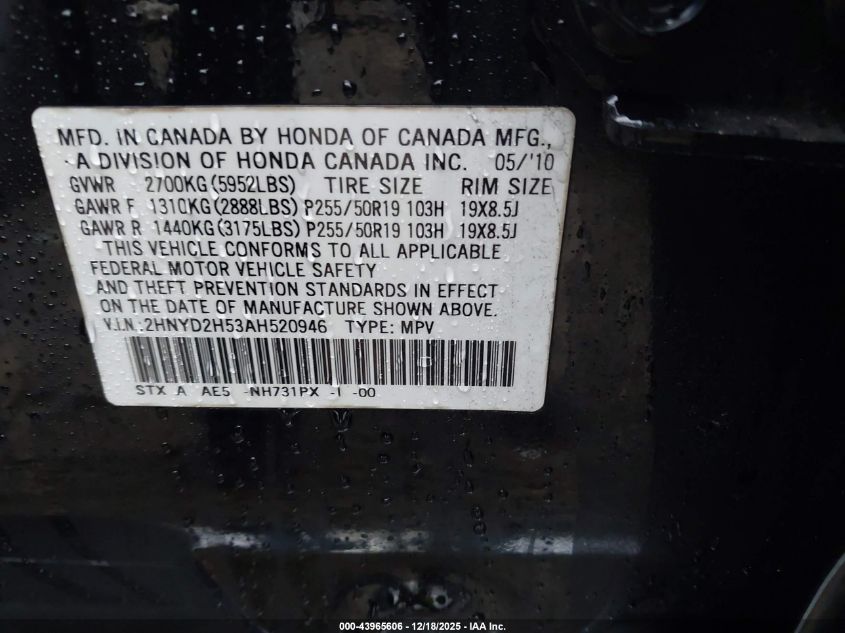 MFD. IN CANADA BY HONDA OF CANADA MFG.,
A DIVISION OF HONDA CANADA INC. 05/'10
GVWR 2700KG(5952LBS) TIRE SIZE RIM SIZE
GAWR F 1310KG(2888LBS) P255/50R19 103H 19X8.5J
GAWR R 1440KG(3175LBS) P255/50R19 103H 19X8.5J
THIS VEHICLE CONFORMS TO ALL APPLICABLE
FEDERAL MOTOR VEHICLE SAFETY
AND THEFT PREVENTION STANDARDS IN EFFECT
ON THE DATE OF MANUFACTURE SHOWN ABOVE.
V.I.N.:2HNYD2H53AH520946 TYPE: MPV
STX A AE5 -NH731PX -I -00
000-43965606 - 12/18/2025 - IAA Inc.